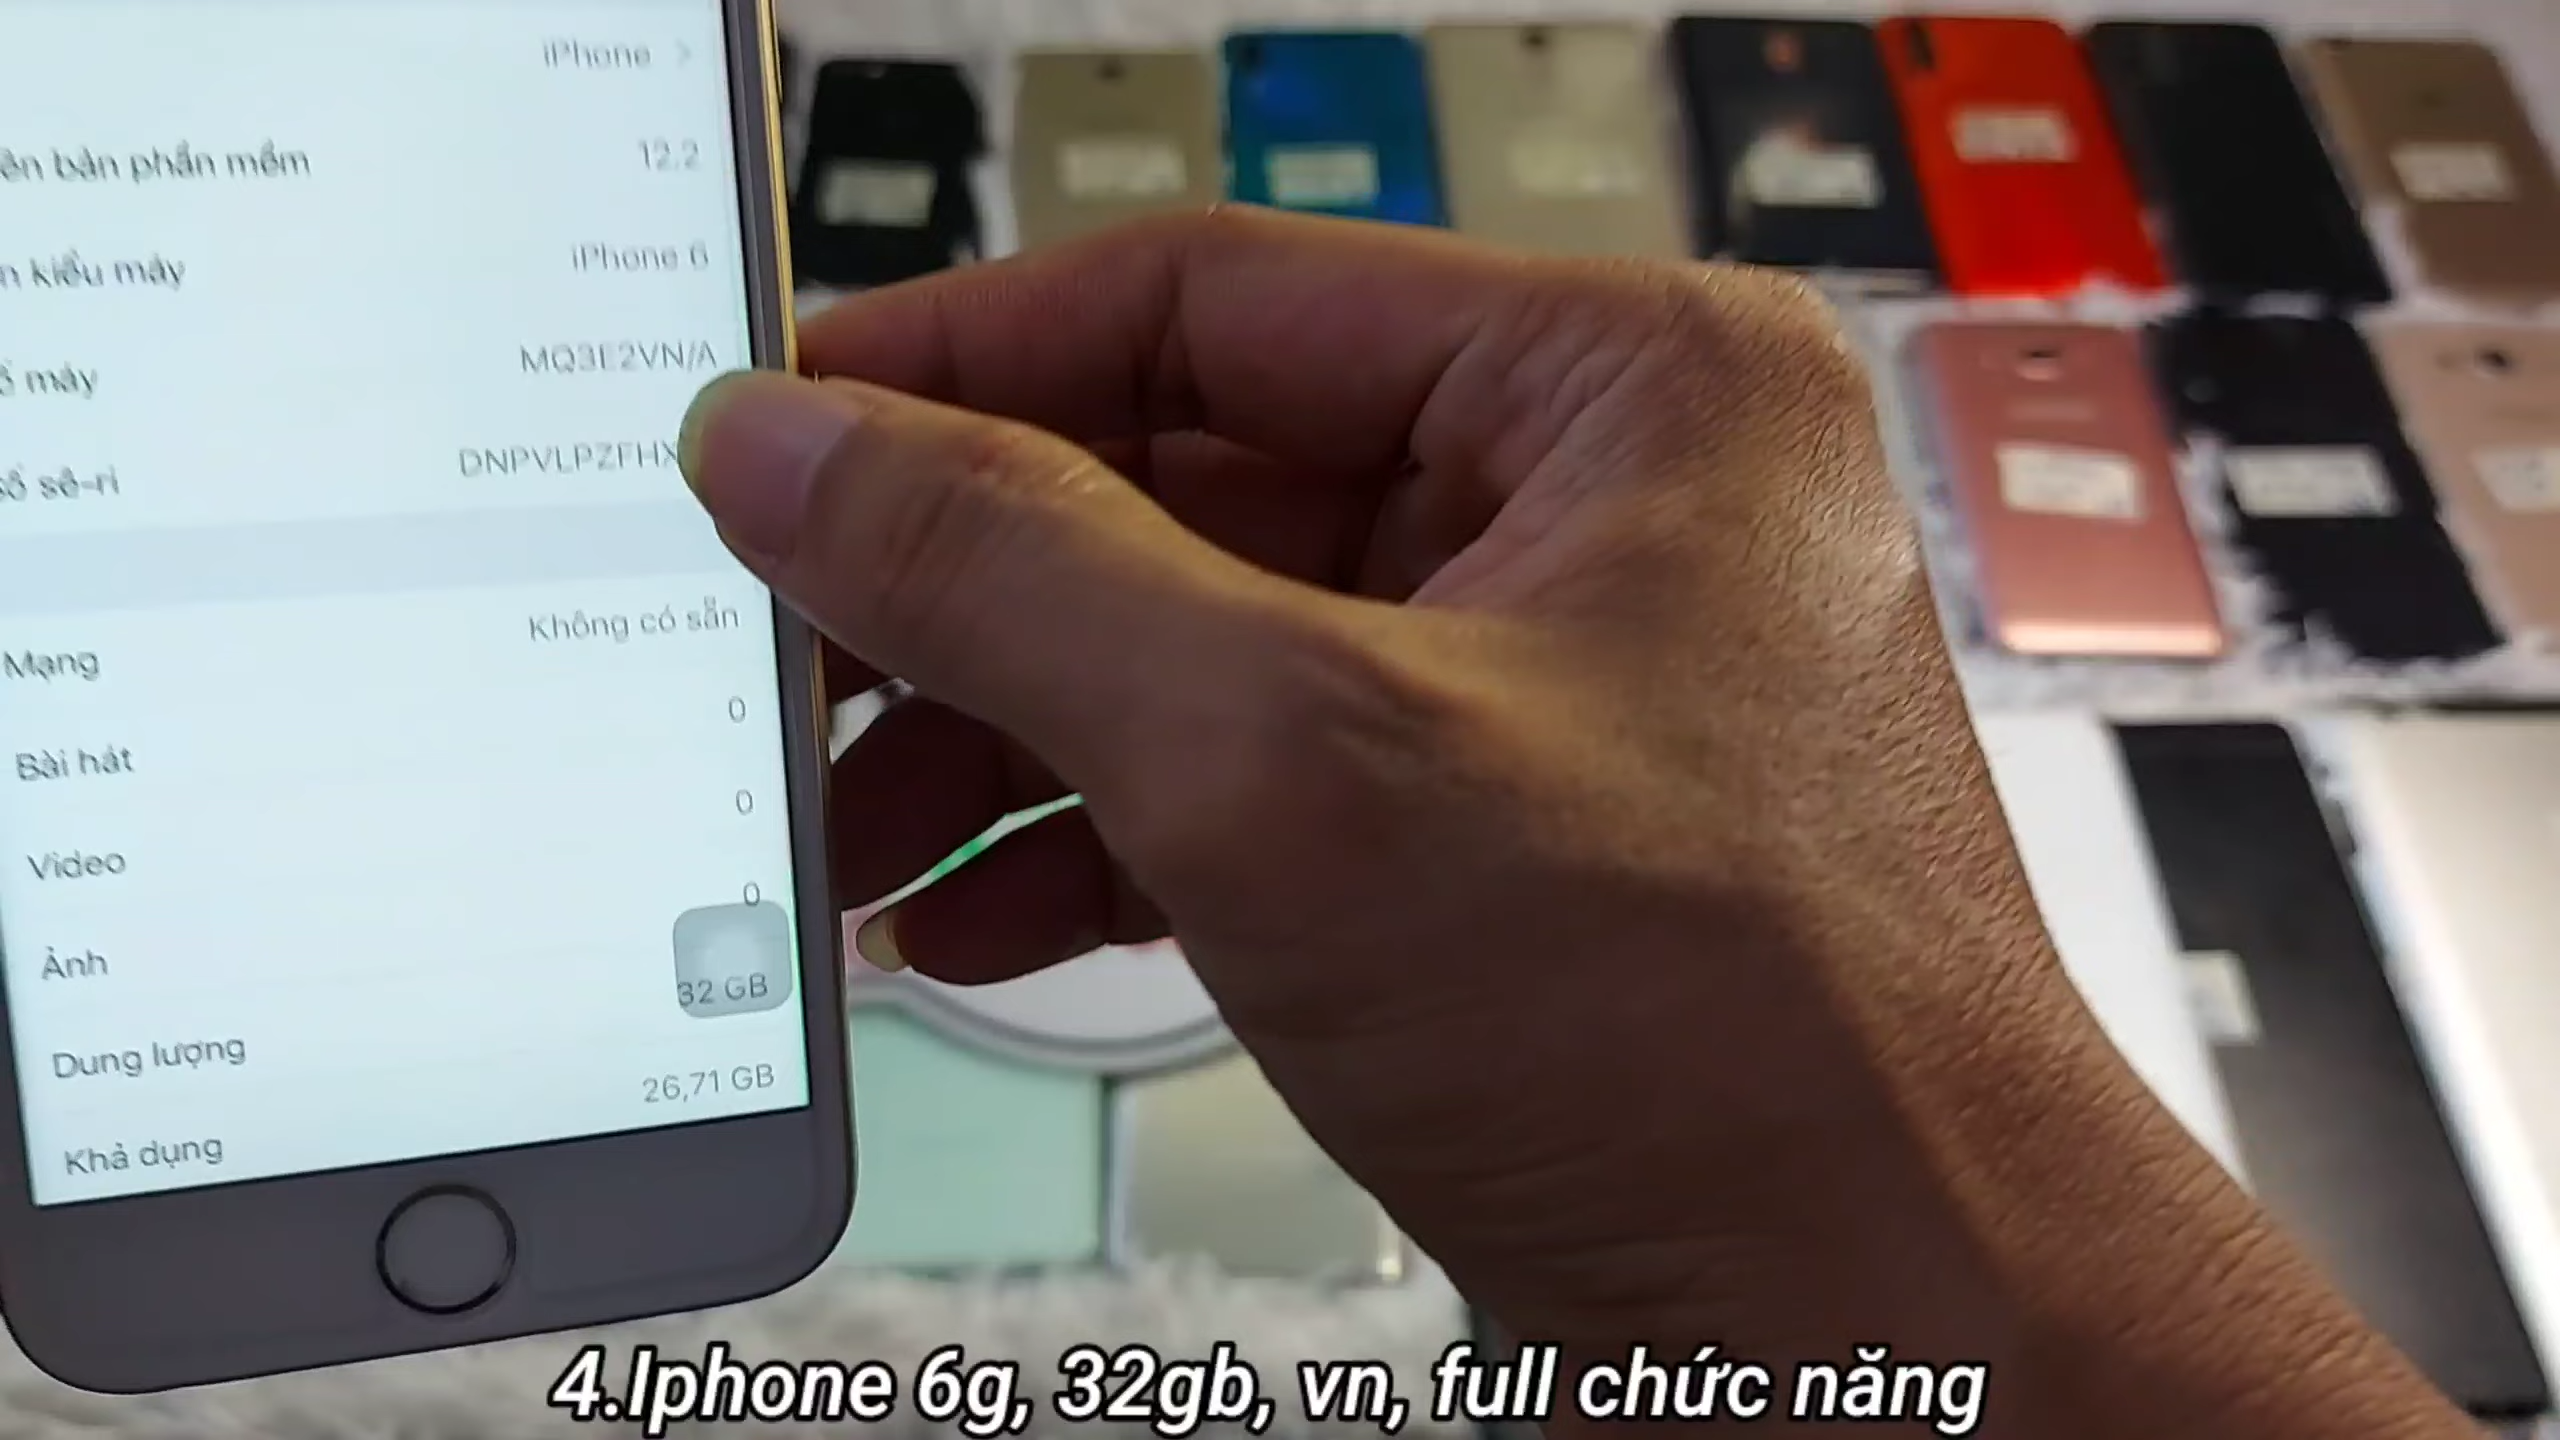 iPhone >
ên bản phần mềm 12.2
n kiểu máy iPhone 6
ố máy MQ3E2VN/A
số sê-ri DNPVLPZFHX
Mạng Không có sẵn
Bài hát 0
Video 0
Ảnh 0
Dung lượng 32 GB
Khả dụng 26,71 GB
4.Iphone 6g, 32gb, vn, full chức năng